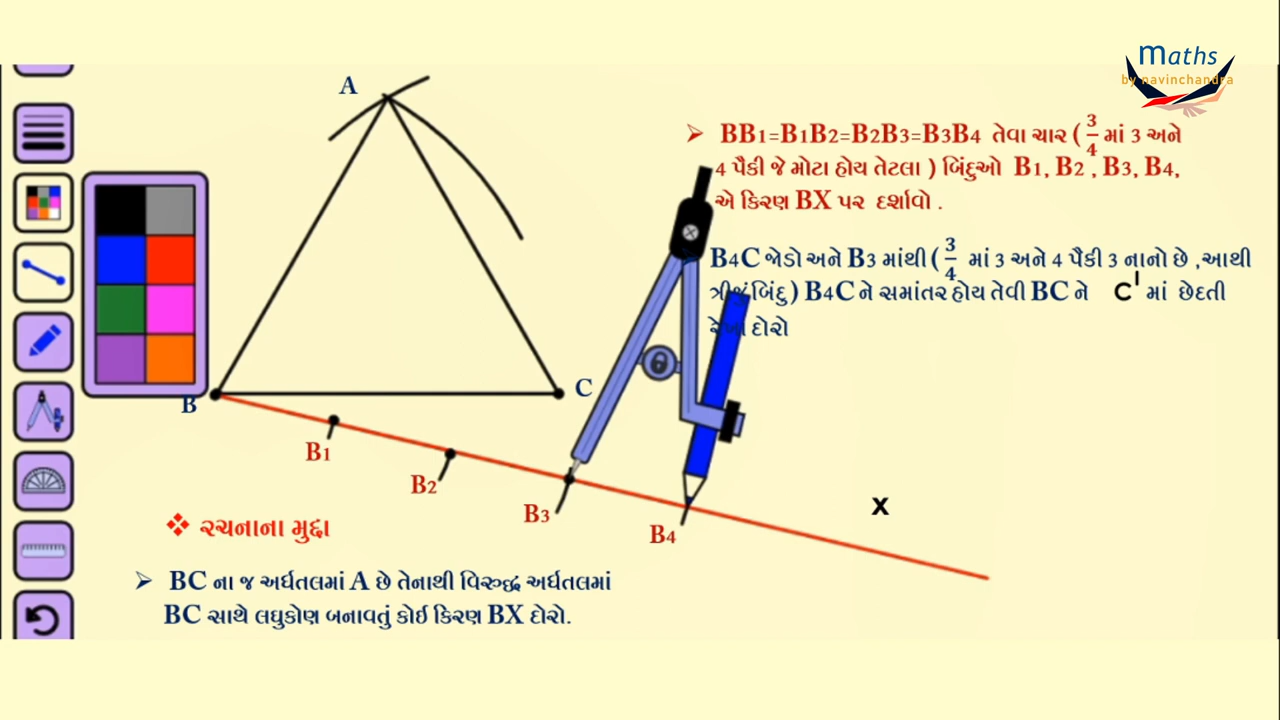 maths
by navinchandra
A
➢ BB1=B1B2=B2B3=B3B4 તેવા ચાર ( 3/4 માં 3 અને
4 પૈકી જે મોટા હોય તેટલા ) બિંદુઓ B1, B2 , B3, B4,
એ કિરણ BX પર દર્શાવો .
B4C જોડો અને B3 માંથી ( 3/4 માં 3 અને 4 પૈકી 3 નાનો છે ,આથી
ત્રીજું બિંદુ ) B4C ને સમાંતર હોય તેવી BC ને C' માં છેદતી
રેખા દોરો
B
C
B1
B2
B3
B4
x
❖ રચનાના મુદ્દા
➢ BC ના જ અર્ધતલમાં A છે તેનાથી વિરુદ્ધ અર્ધતલમાં
BC સાથે લઘુકોણ બનાવતું કોઈ કિરણ BX દોરો.